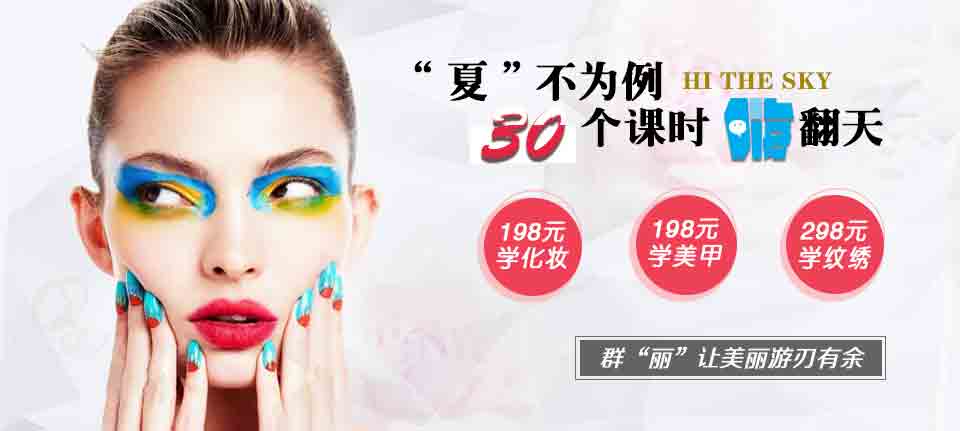 “夏”不为例 HI THE SKY
30个课时嗨翻天
198元
学化妆
198元
学美甲
298元
学纹绣
群“丽”让美丽游刃有余